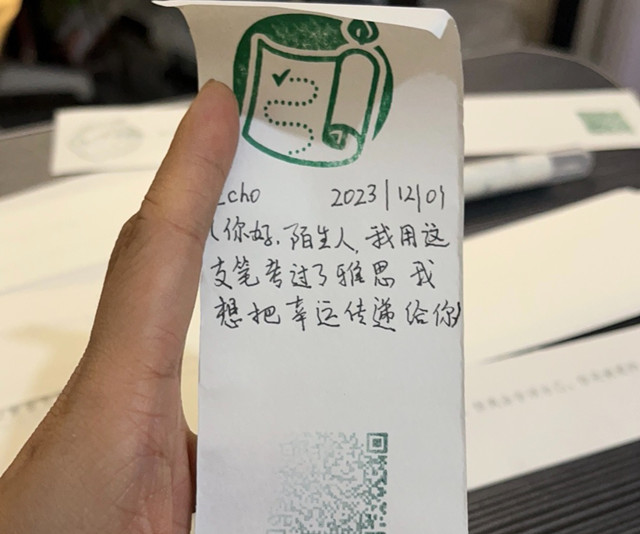 Echo 2023/12/01
(你好,陌生人,我用这
支笔考过了雅思 我
想把幸运传递给你)